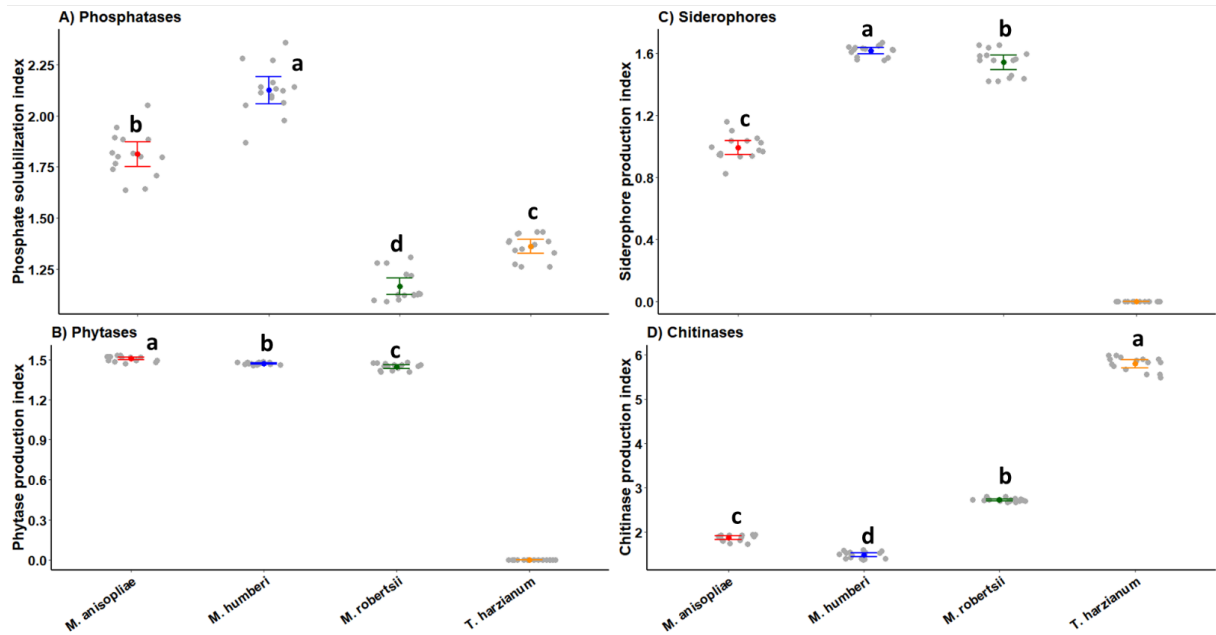 A) Phosphatases
Phosphate solubilization index
2.25
2.00
1.75
1.50
1.25
b
a
d
c
B) Phytases
Phytase production index
1.5
1.2
0.9
0.6
0.3
0.0
a
b
c
M. anisopliae
M. humberi
M. robertsii
T. harzianum
C) Siderophores
Siderophore production index
1.6
1.2
0.8
0.4
0.0
c
a
b
D) Chitinases
Chitinase production index
6
5
4
3
2
c
d
b
a
M. anisopliae
M. humberi
M. robertsii
T. harzianum